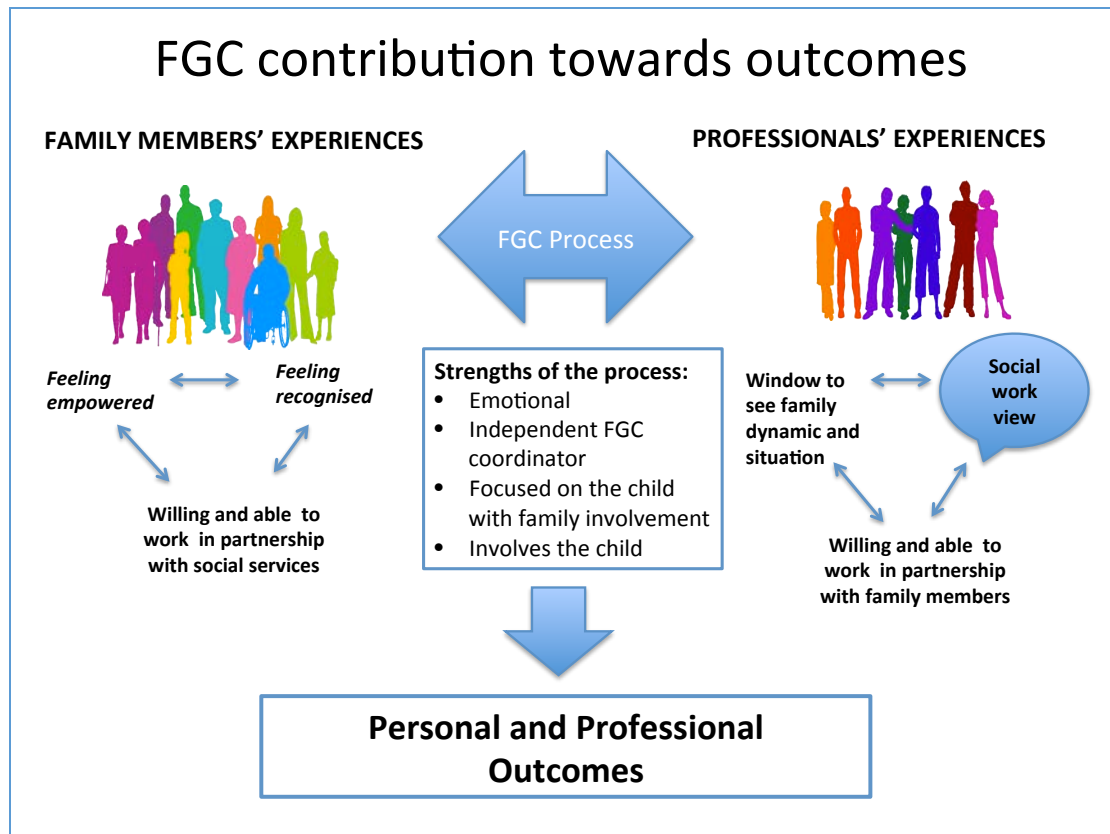 FGC contribution towards outcomes
FAMILY MEMBERS’ EXPERIENCES
PROFESSIONALS’ EXPERIENCES
FGC Process
Feeling
empowered
Feeling
recognised
Willing and able to
work in partnership
with social services
Strengths of the process:
• Emotional
• Independent FGC
coordinator
• Focused on the child
with family involvement
• Involves the child
Window to
see family
dynamic and
situation
Social
work
view
Willing and able to
work in partnership
with family members
Personal and Professional
Outcomes